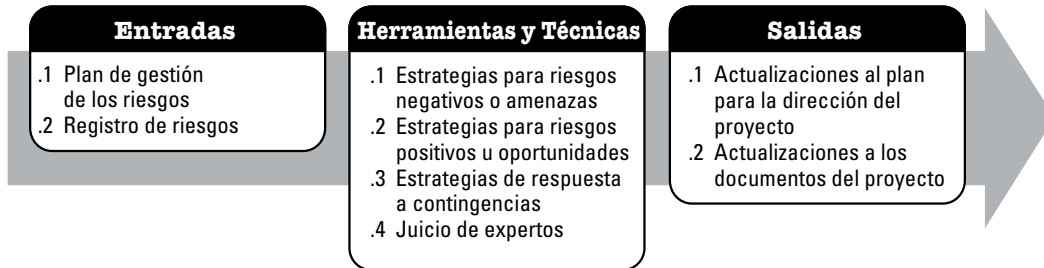 Entradas
.1 Plan de gestión
de los riesgos
.2 Registro de riesgos
Herramientas y Técnicas
.1 Estrategias para riesgos
negativos o amenazas
.2 Estrategias para riesgos
positivos u oportunidades
.3 Estrategias de respuesta
a contingencias
.4 Juicio de expertos
Salidas
.1 Actualizaciones al plan
para la dirección del
proyecto
.2 Actualizaciones a los
documentos del proyecto